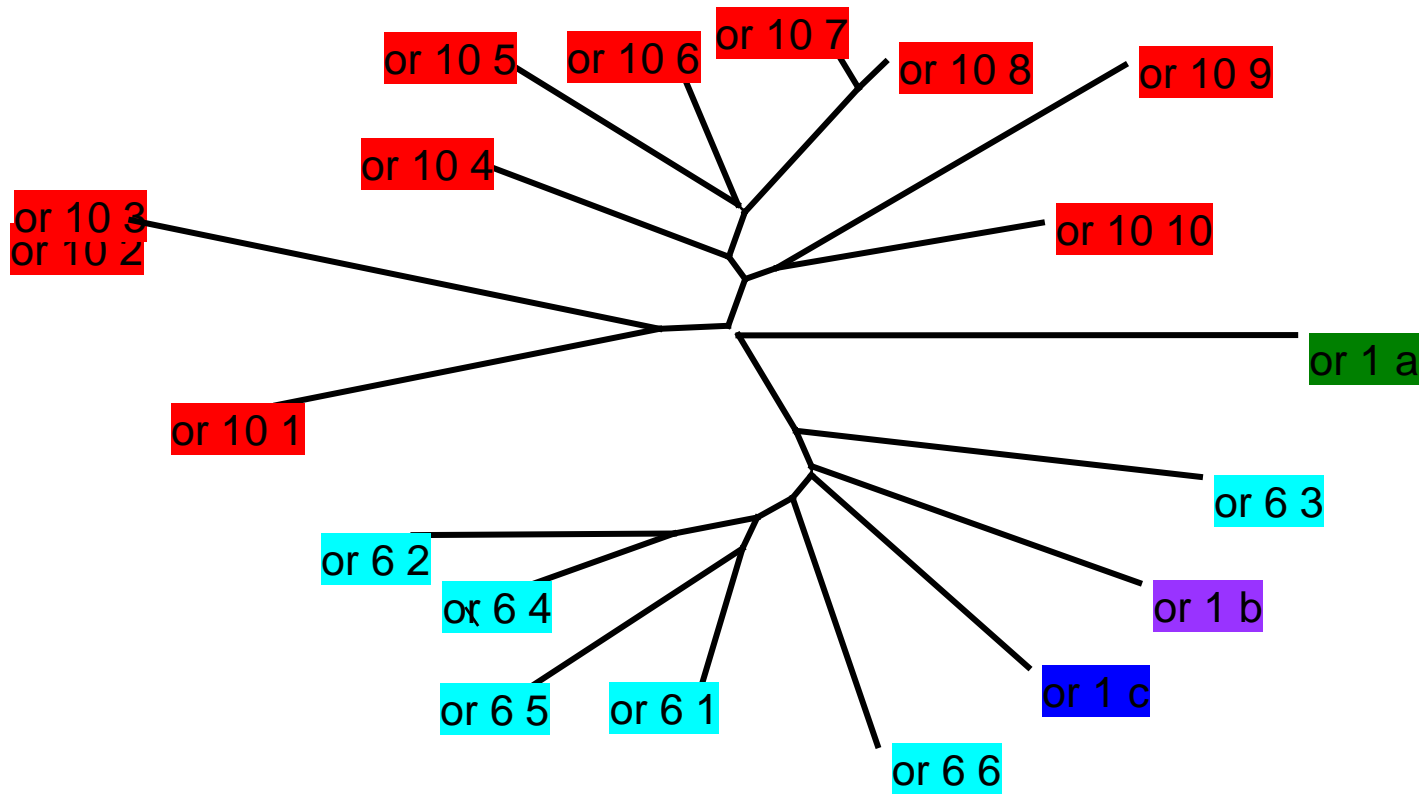 or 10 7
or 10 5
or 10 6
or 10 8
or 10 9
or 10 4
or 10 3
or 10 10
or 10 2
or 1 a
or 10 1
or 6 3
or 6 2
or 6 4
or 1 b
or 1 c
or 6 5
or 6 1
or 6 6